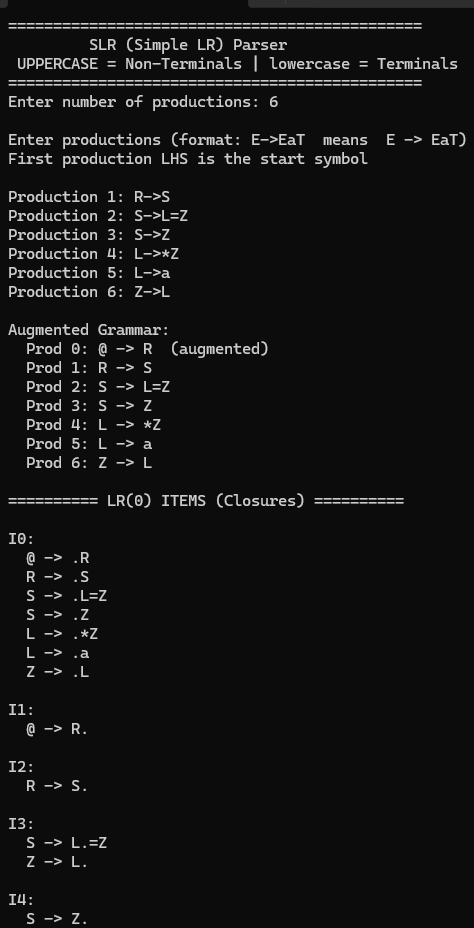 ==============================================
SLR (Simple LR) Parser
UPPERCASE = Non-Terminals | lowercase = Terminals
==============================================
Enter number of productions: 6
Enter productions (format: E->EaT  means  E -> EaT)
First production LHS is the start symbol
Production 1: R->S
Production 2: S->L=Z
Production 3: S->Z
Production 4: L->*Z
Production 5: L->a
Production 6: Z->L
Augmented Grammar:
Prod 0: @ -> R  (augmented)
Prod 1: R -> S
Prod 2: S -> L=Z
Prod 3: S -> Z
Prod 4: L -> *Z
Prod 5: L -> a
Prod 6: Z -> L
========== LR(0) ITEMS (Closures) ==========
I0:
@ -> .R
R -> .S
S -> .L=Z
S -> .Z
L -> .*Z
L -> .a
Z -> .L
I1:
@ -> R.
I2:
R -> S.
I3:
S -> L.=Z
Z -> L.
I4:
S -> Z.